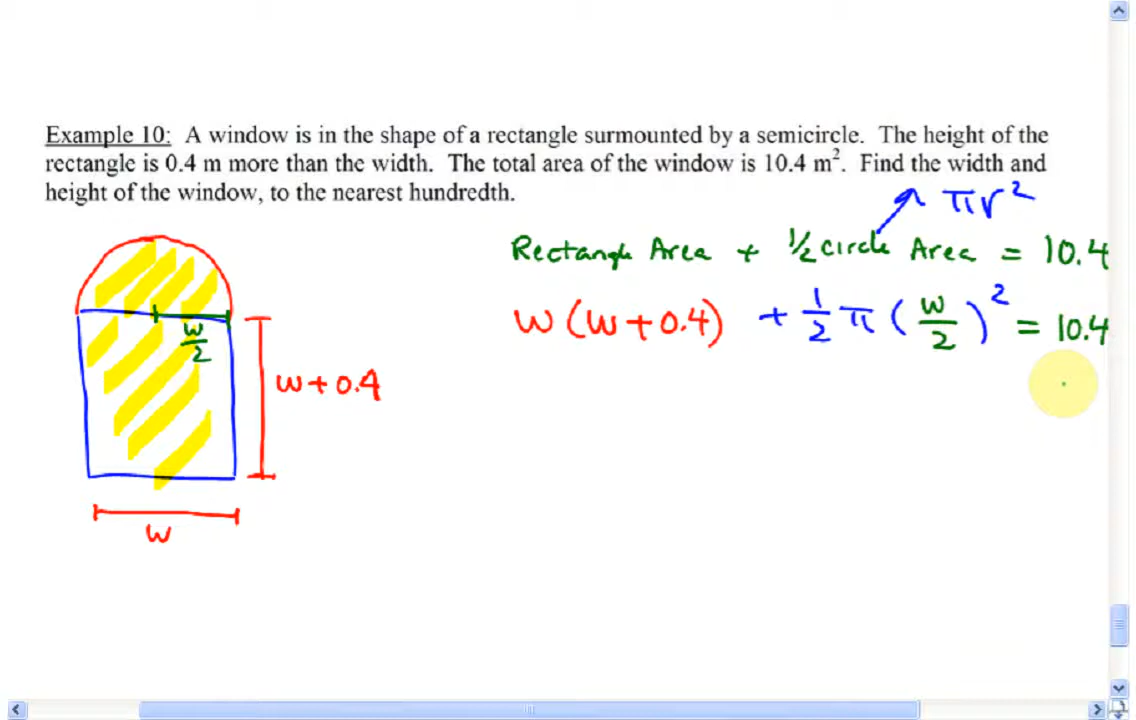 Example 10: A window is in the shape of a rectangle surmounted by a semicircle. The height of the
rectangle is 0.4 m more than the width. The total area of the window is 10.4 m². Find the width and
height of the window, to the nearest hundredth.
πr²
Rectangle Area + ½ circle Area = 10.4
w(w+0.4) + 1/2 π (w/2)² = 10.4
w/2
w+0.4
w